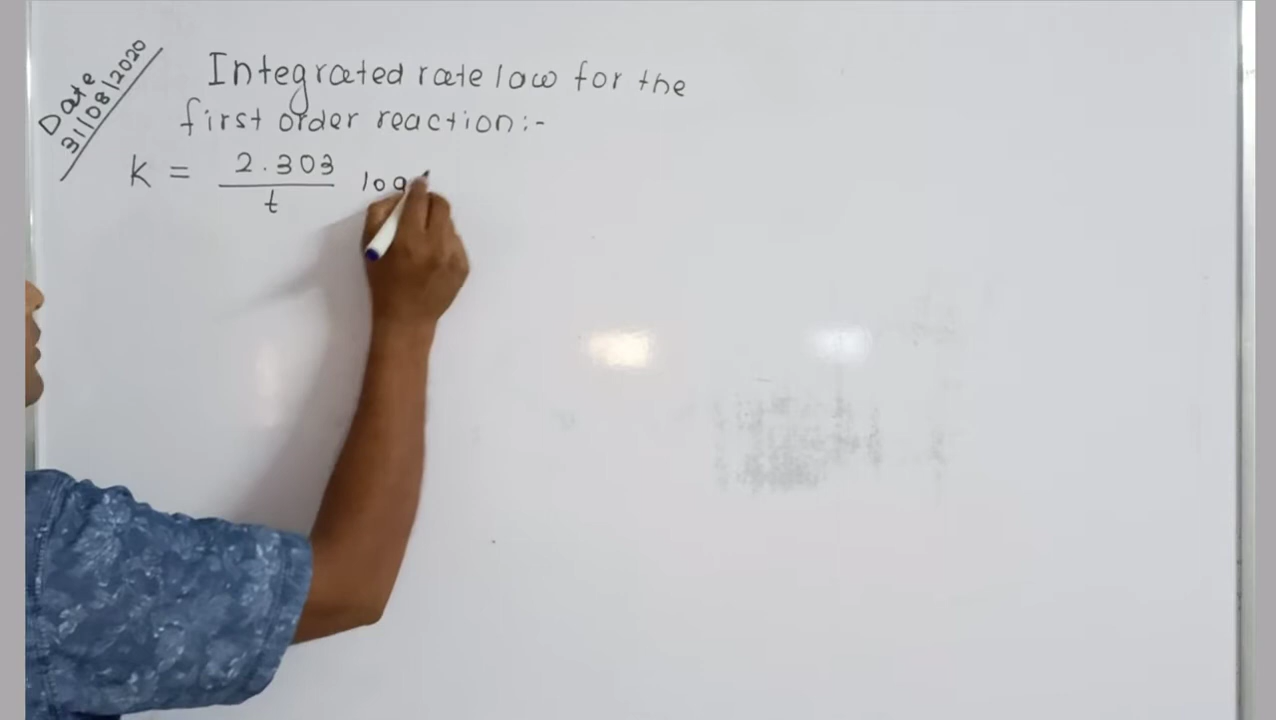 Date
31/08/2020
Integrated rate law for the
first order reaction:-
K = 2.303 / t log